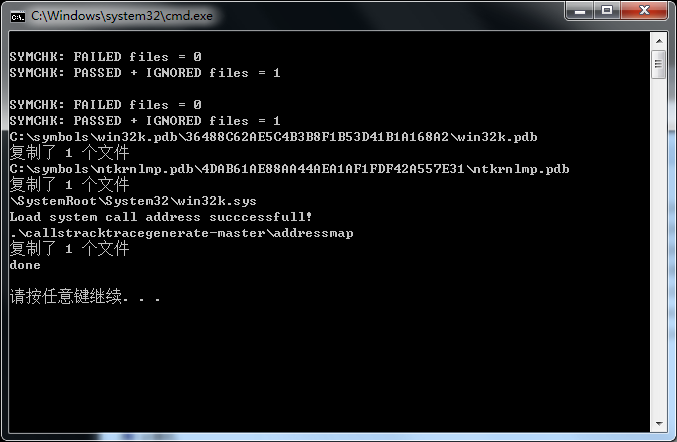 C:\Windows\system32\cmd.exe
SYMCHK: FAILED files = 0
SYMCHK: PASSED + IGNORED files = 1
SYMCHK: FAILED files = 0
SYMCHK: PASSED + IGNORED files = 1
C:\symbols\win32k.pdb\36488C62AE5C4B3B8F1B53D41B1A168A2\win32k.pdb
复制了 1 个文件
C:\symbols\ntkrnlmp.pdb\4DAB61AE88AA44AEA1AF1FDF42A557E31\ntkrnlmp.pdb
复制了 1 个文件
\SystemRoot\System32\win32k.sys
Load system call address succcessfull!
.\callstracktracegenerate-master\addressmap
复制了 1 个文件
done
请按任意键继续. . .